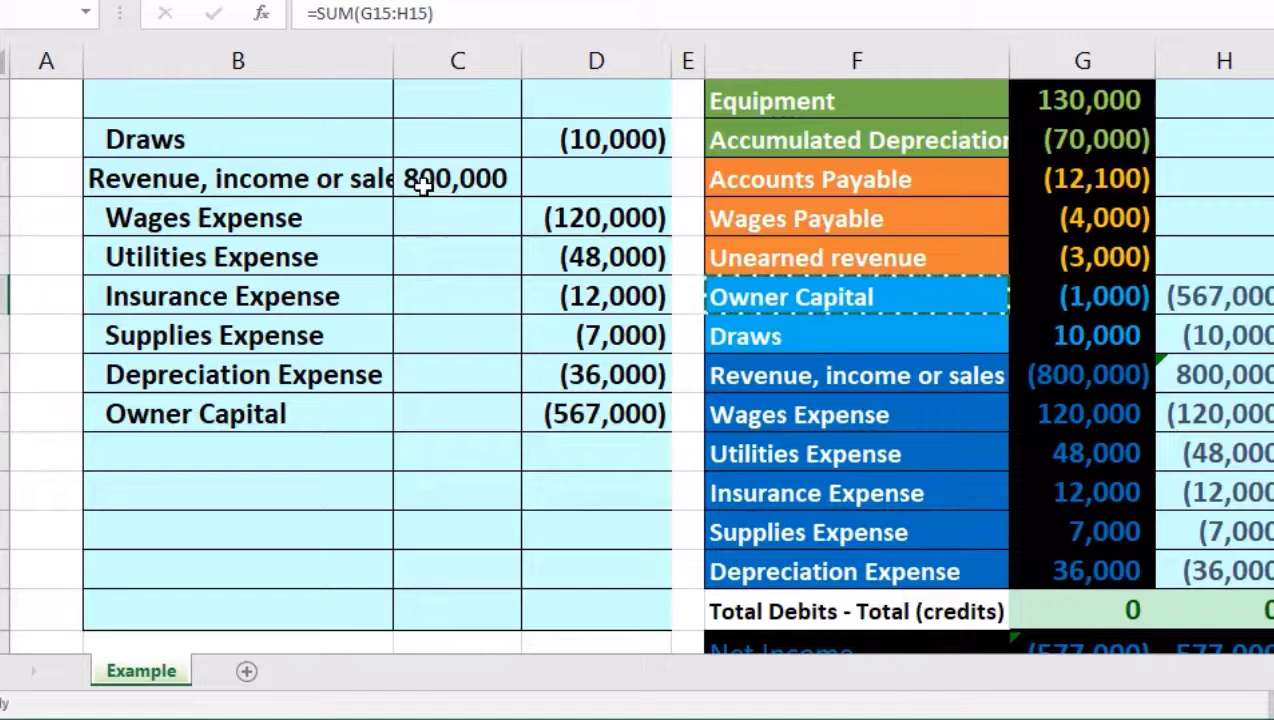 fx =SUM(G15:H15)
A B C D E F G H
Equipment 130,000
Draws (10,000) Accumulated Depreciation (70,000)
Revenue, income or sale 800,000 Accounts Payable (12,100)
Wages Expense (120,000) Wages Payable (4,000)
Utilities Expense (48,000) Unearned revenue (3,000)
Insurance Expense (12,000) Owner Capital (1,000) (567,000
Supplies Expense (7,000) Draws 10,000 (10,000
Depreciation Expense (36,000) Revenue, income or sales (800,000) 800,000
Owner Capital (567,000) Wages Expense 120,000 (120,000
Utilities Expense 48,000 (48,000
Insurance Expense 12,000 (12,000
Supplies Expense 7,000 (7,000
Depreciation Expense 36,000 (36,000
Total Debits - Total (credits) 0 0
Net Income (577,000) 577,000
Example